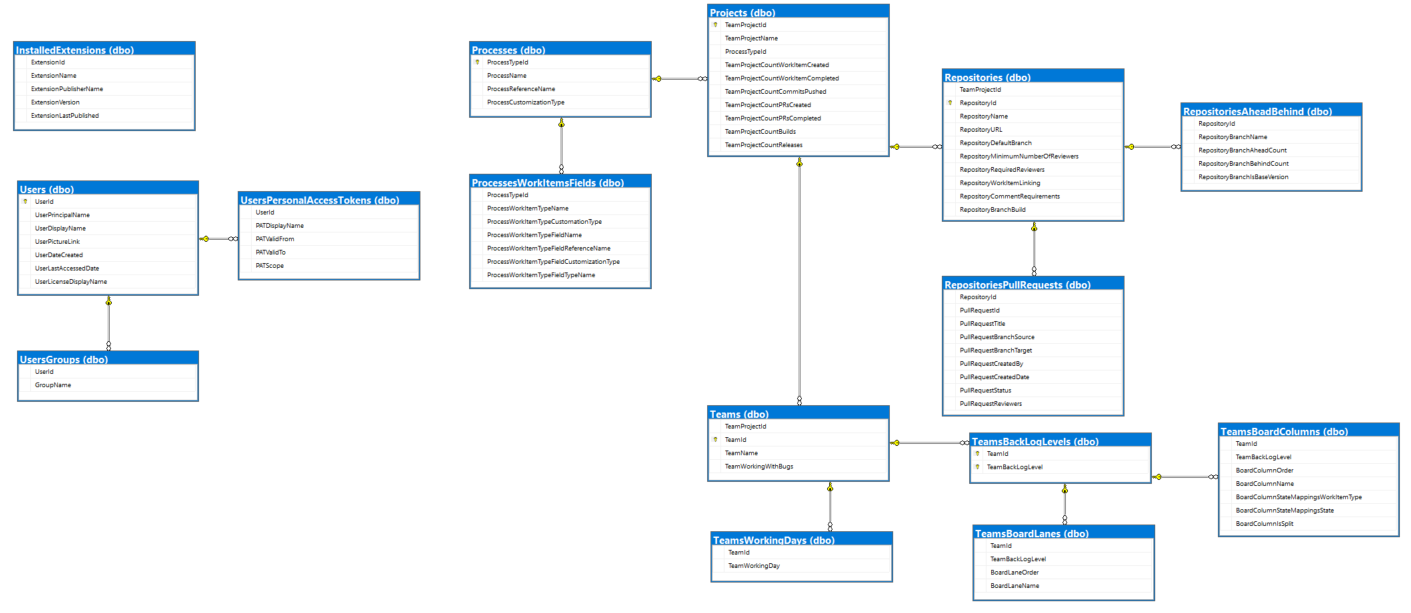 InstalledExtensions (dbo)
ExtensionId
ExtensionName
ExtensionPublisherName
ExtensionVersion
ExtensionLastPublished
Users (dbo)
UserId
UserPrincipalName
UserDisplayName
UserPictureLink
UserDateCreated
UserLastAccessedDate
UserLicenseDisplayName
UsersPersonalAccessTokens (dbo)
UserId
PATDisplayName
PATValidFrom
PATValidTo
PATScope
UsersGroups (dbo)
UserId
GroupName
Processes (dbo)
ProcessTypeId
ProcessName
ProcessReferenceName
ProcessCustomizationType
ProcessesWorkItemsFields (dbo)
ProcessTypeId
ProcessWorkItemTypeName
ProcessWorkItemTypeCustomationType
ProcessWorkItemTypeFieldName
ProcessWorkItemTypeFieldReferenceName
ProcessWorkItemTypeFieldCustomizationType
ProcessWorkItemTypeFieldTypeName
Projects (dbo)
TeamProjectId
TeamProjectName
ProcessTypeId
TeamProjectCountWorkItemCreated
TeamProjectCountWorkItemCompleted
TeamProjectCountCommitsPushed
TeamProjectCountPRsCreated
TeamProjectCountPRsCompleted
TeamProjectCountBuilds
TeamProjectCountReleases
Repositories (dbo)
TeamProjectId
RepositoryId
RepositoryName
RepositoryURL
RepositoryDefaultBranch
RepositoryMinimumNumberOfReviewers
RepositoryRequiredReviewers
RepositoryWorkItemLinking
RepositoryCommentRequirements
RepositoryBranchBuild
RepositoriesAheadBehind (dbo)
RepositoryId
RepositoryBranchName
RepositoryBranchAheadCount
RepositoryBranchBehindCount
RepositoryBranchIsBaseVersion
RepositoriesPullRequests (dbo)
RepositoryId
PullRequestId
PullRequestTitle
PullRequestBranchSource
PullRequestBranchTarget
PullRequestCreatedBy
PullRequestCreatedDate
PullRequestStatus
PullRequestReviewers
Teams (dbo)
TeamProjectId
TeamId
TeamName
TeamWorkingWithBugs
TeamsBackLogLevels (dbo)
TeamId
TeamBackLogLevel
TeamsBoardColumns (dbo)
TeamId
TeamBackLogLevel
BoardColumnOrder
BoardColumnName
BoardColumnStateMappingsWorkItemType
BoardColumnStateMappingsState
BoardColumnIsSplit
TeamsWorkingDays (dbo)
TeamId
TeamWorkingDay
TeamsBoardLanes (dbo)
TeamId
TeamBackLogLevel
BoardLaneOrder
BoardLaneName